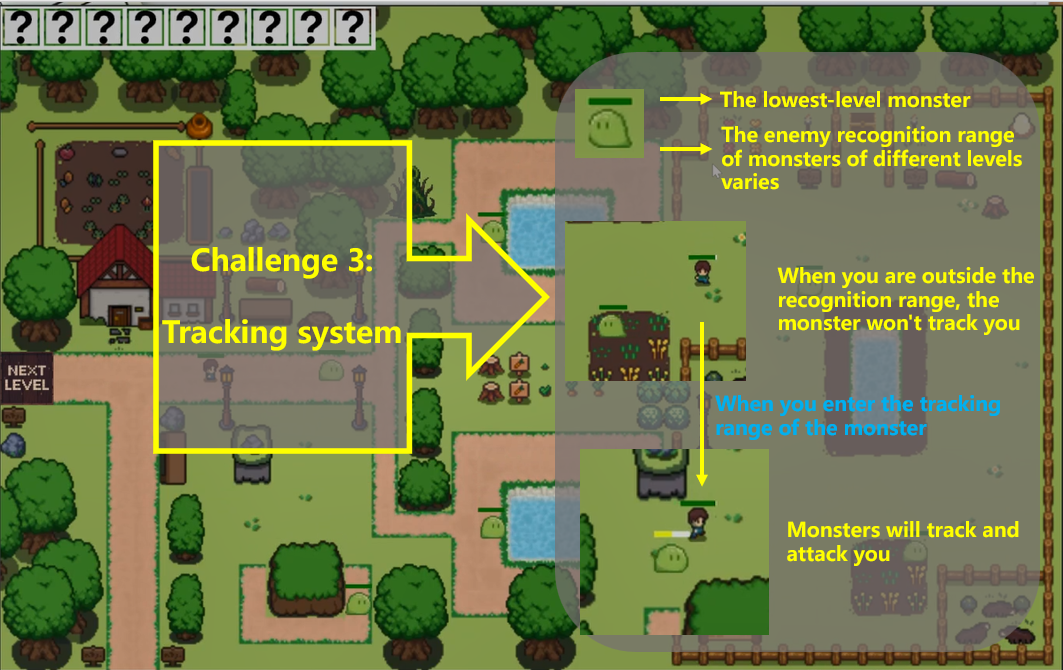 ? ? ? ? ? ? ? ? ?
The lowest-level monster
The enemy recognition range
of monsters of different levels
varies
Challenge 3:
Tracking system
When you are outside the
recognition range, the
monster won't track you
NEXT
LEVEL
When you enter the tracking
range of the monster
Monsters will track and
attack you